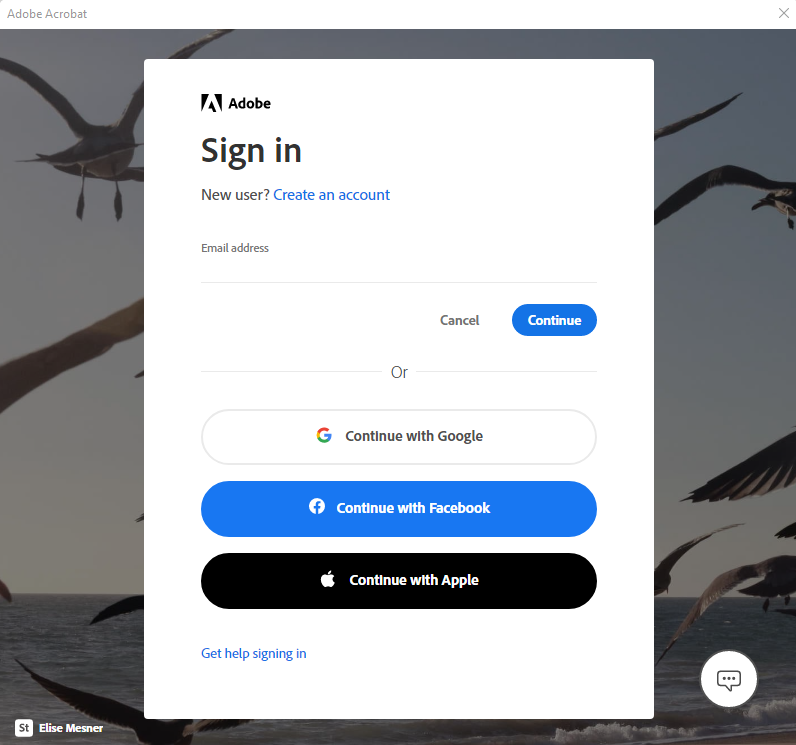 Adobe Acrobat
Adobe
Sign in
New user? Create an account
Email address
Cancel
Continue
Or
Continue with Google
Continue with Facebook
Continue with Apple
Get help signing in
St Elise Mesner